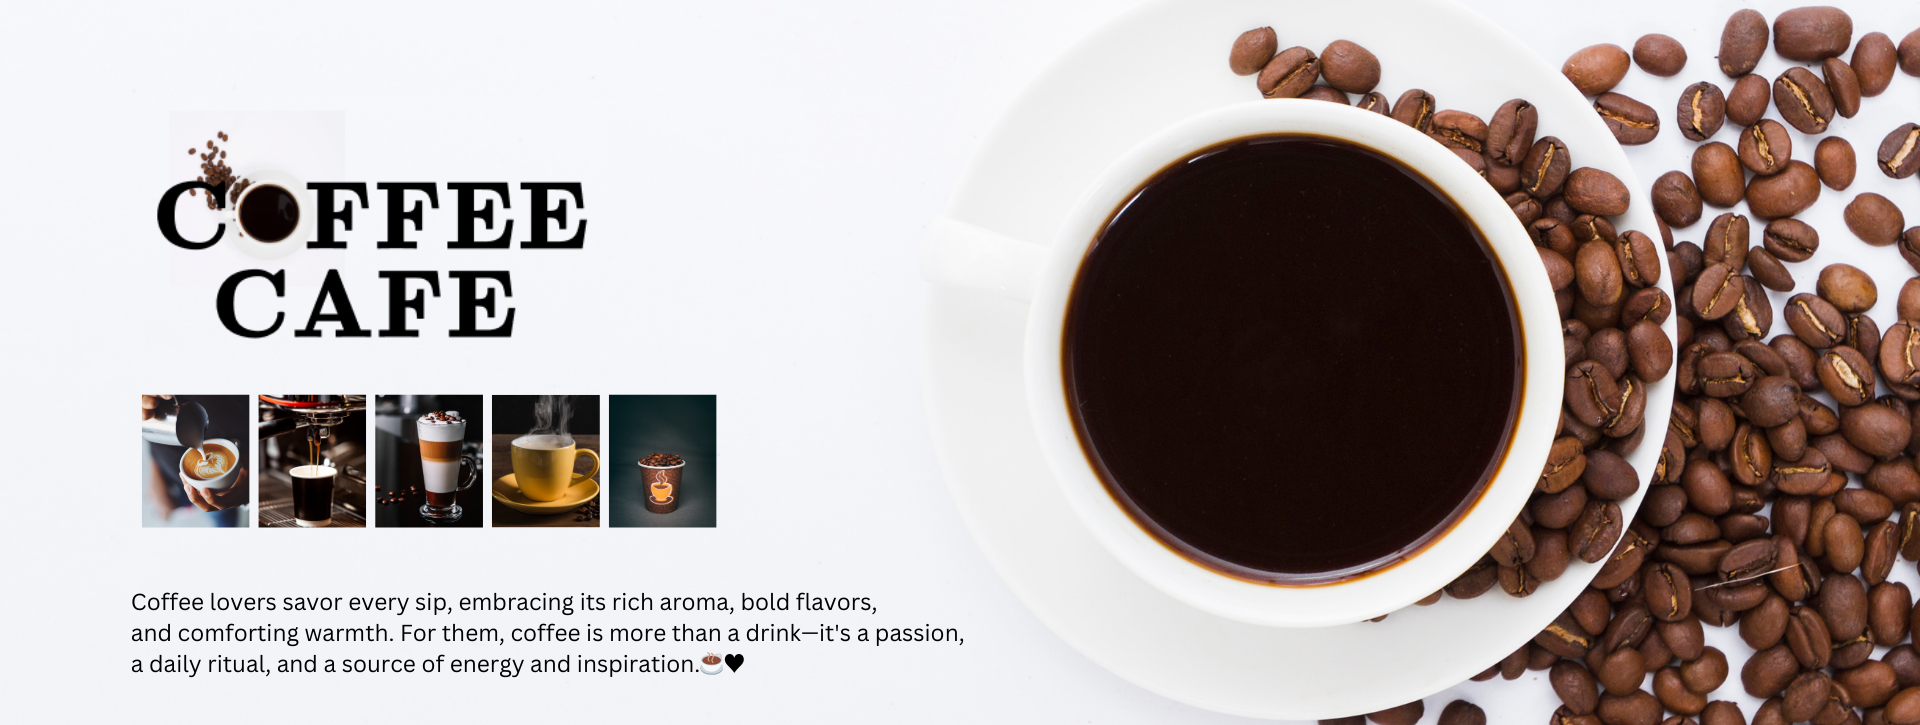 COFFEE
CAFE
Coffee lovers savor every sip, embracing its rich aroma, bold flavors,
and comforting warmth. For them, coffee is more than a drink—it's a passion,
a daily ritual, and a source of energy and inspiration.☕♥